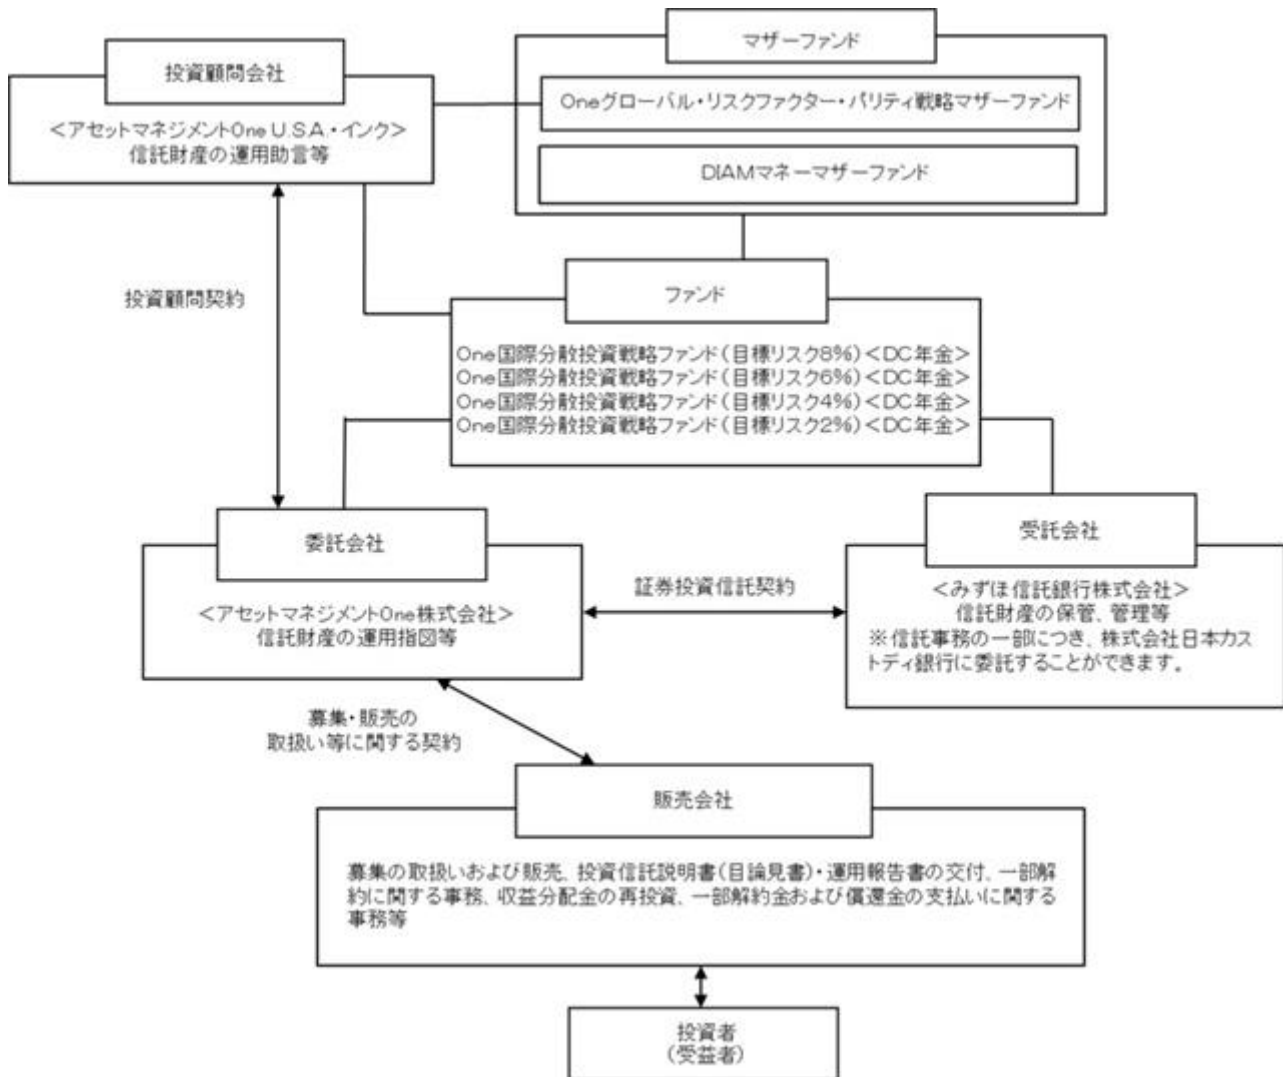 マザーファンド
投資顧問会社
Oneグローバル・リスクファクター・パリティ戦略マザーファンド
＜アセットマネジメントOne U.S.A.・インク＞
信託財産の運用助言等
DIAMマネーマザーファンド
投資顧問契約
ファンド
One国際分散投資戦略ファンド(目標リスク8%)＜DC年金＞
One国際分散投資戦略ファンド(目標リスク6%)＜DC年金＞
One国際分散投資戦略ファンド(目標リスク4%)＜DC年金＞
One国際分散投資戦略ファンド(目標リスク2%)＜DC年金＞
委託会社
＜アセットマネジメントOne株式会社＞
信託財産の運用指図等
証券投資信託契約
受託会社
＜みずほ信託銀行株式会社＞
信託財産の保管、管理等
※信託事務の一部につき、株式会社日本カス
トディ銀行に委託することができます。
募集・販売の
取扱い等に関する契約
販売会社
募集の取扱いおよび販売、投資信託説明書(目論見書)・運用報告書の交付、一部解
約に関する事務、収益分配金の再投資、一部解約金および償還金の支払いに関する
事務等
投資者
(受益者)